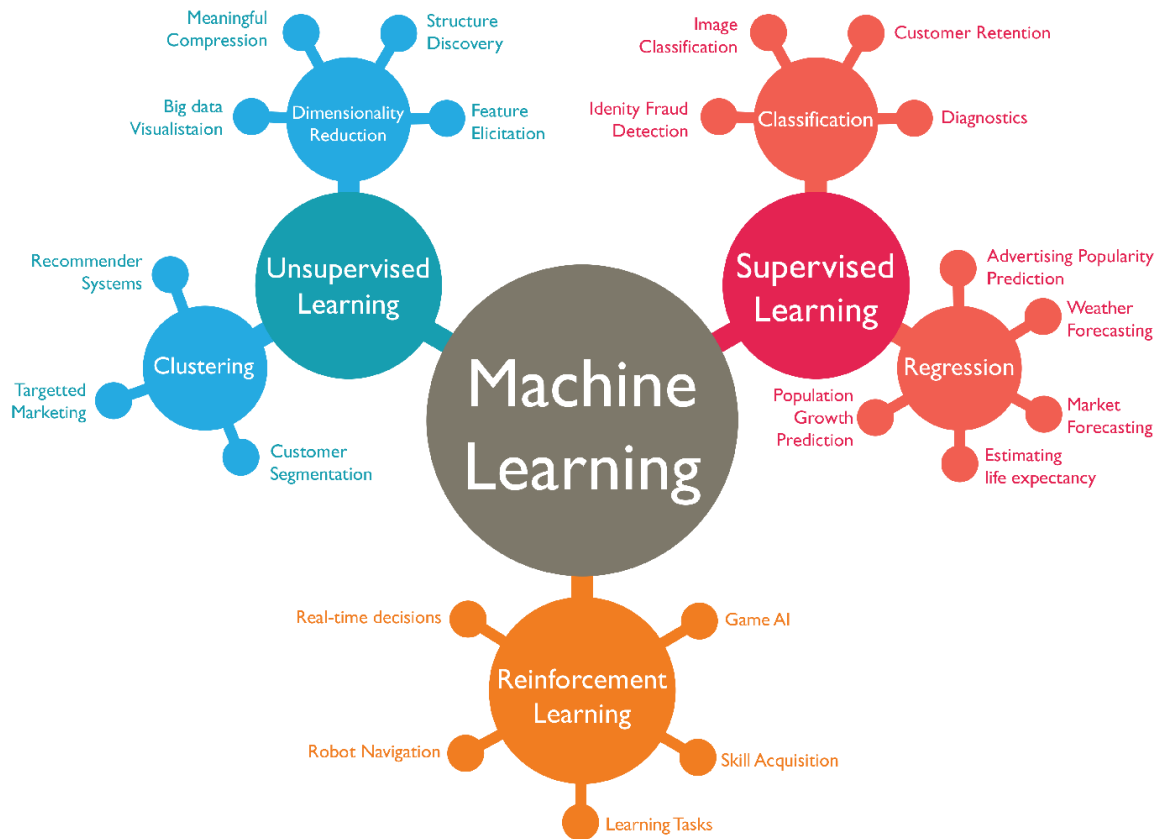 Meaningful
Compression
Structure
Discovery
Big data
Visualistaion
Dimensionality
Reduction
Feature
Elicitation
Image
Classification
Customer Retention
Idenity Fraud
Detection
Classification
Diagnostics
Recommender
Systems
Unsupervised
Learning
Clustering
Targetted
Marketing
Customer
Segmentation
Machine
Learning
Supervised
Learning
Advertising Popularity
Prediction
Weather
Forecasting
Regression
Population
Growth
Prediction
Market
Forecasting
Estimating
life expectancy
Real-time decisions
Game AI
Reinforcement
Learning
Robot Navigation
Skill Acquisition
Learning Tasks